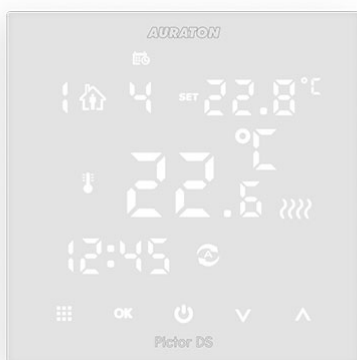 AURATON
1 4 SET 22.8°C
°C
22.6
12:45 A
OK
Pictor DS